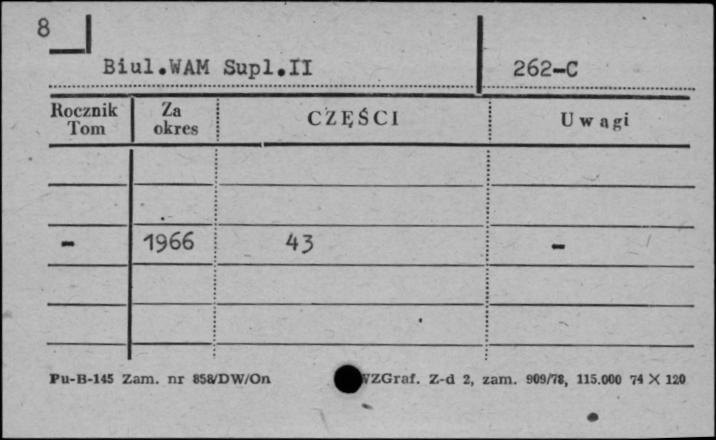 8
Biul.WAM Supl.II 262-C
Rocznik Tom Za okres CZĘŚCI Uwagi
- 1966 43 -
Pu-B-145 Zam. nr 858/DW/On WZGraf. Z-d 2, zam. 909/78, 115.000 74 X 120